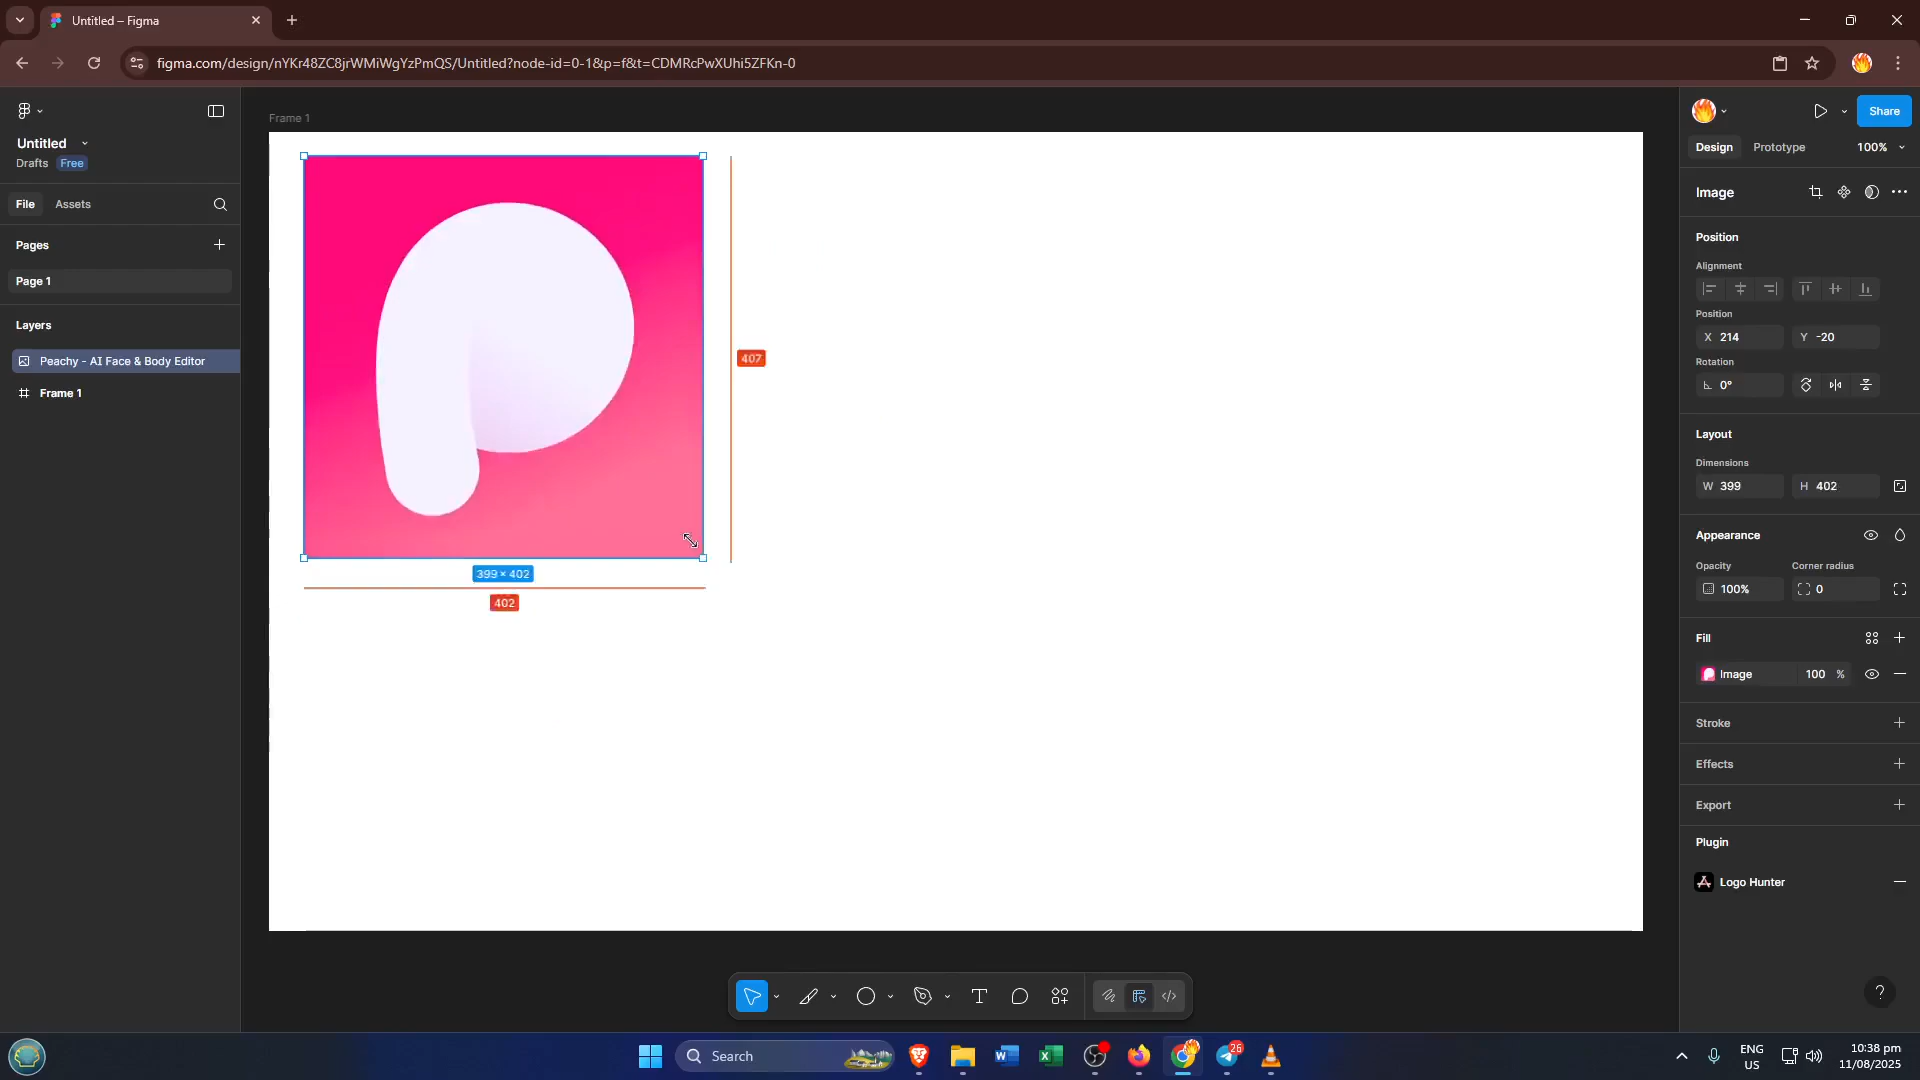 Untitled – Figma
figma.com/design/nYKr48ZC8jrWMiWgYzPmQS/Untitled?node-id=0-1&p=f&t=CDMRcPwXUhi5ZFKn-0
Untitled
Drafts Free
File Assets
Pages
Page 1
Layers
Peachy - AI Face & Body Editor
Frame 1
Frame 1
407
399 × 402
402
Share
Design Prototype 100%
Image
Position
Alignment
Position
X 214 Y -20
Rotation
0°
Layout
Dimensions
W 399 H 402
Appearance
Opacity Corner radius
100% 0
Fill
Image 100 %
Stroke
Effects
Export
Plugin
Logo Hunter
?
Search
26
ENG
US
10:38 pm
11/08/2025